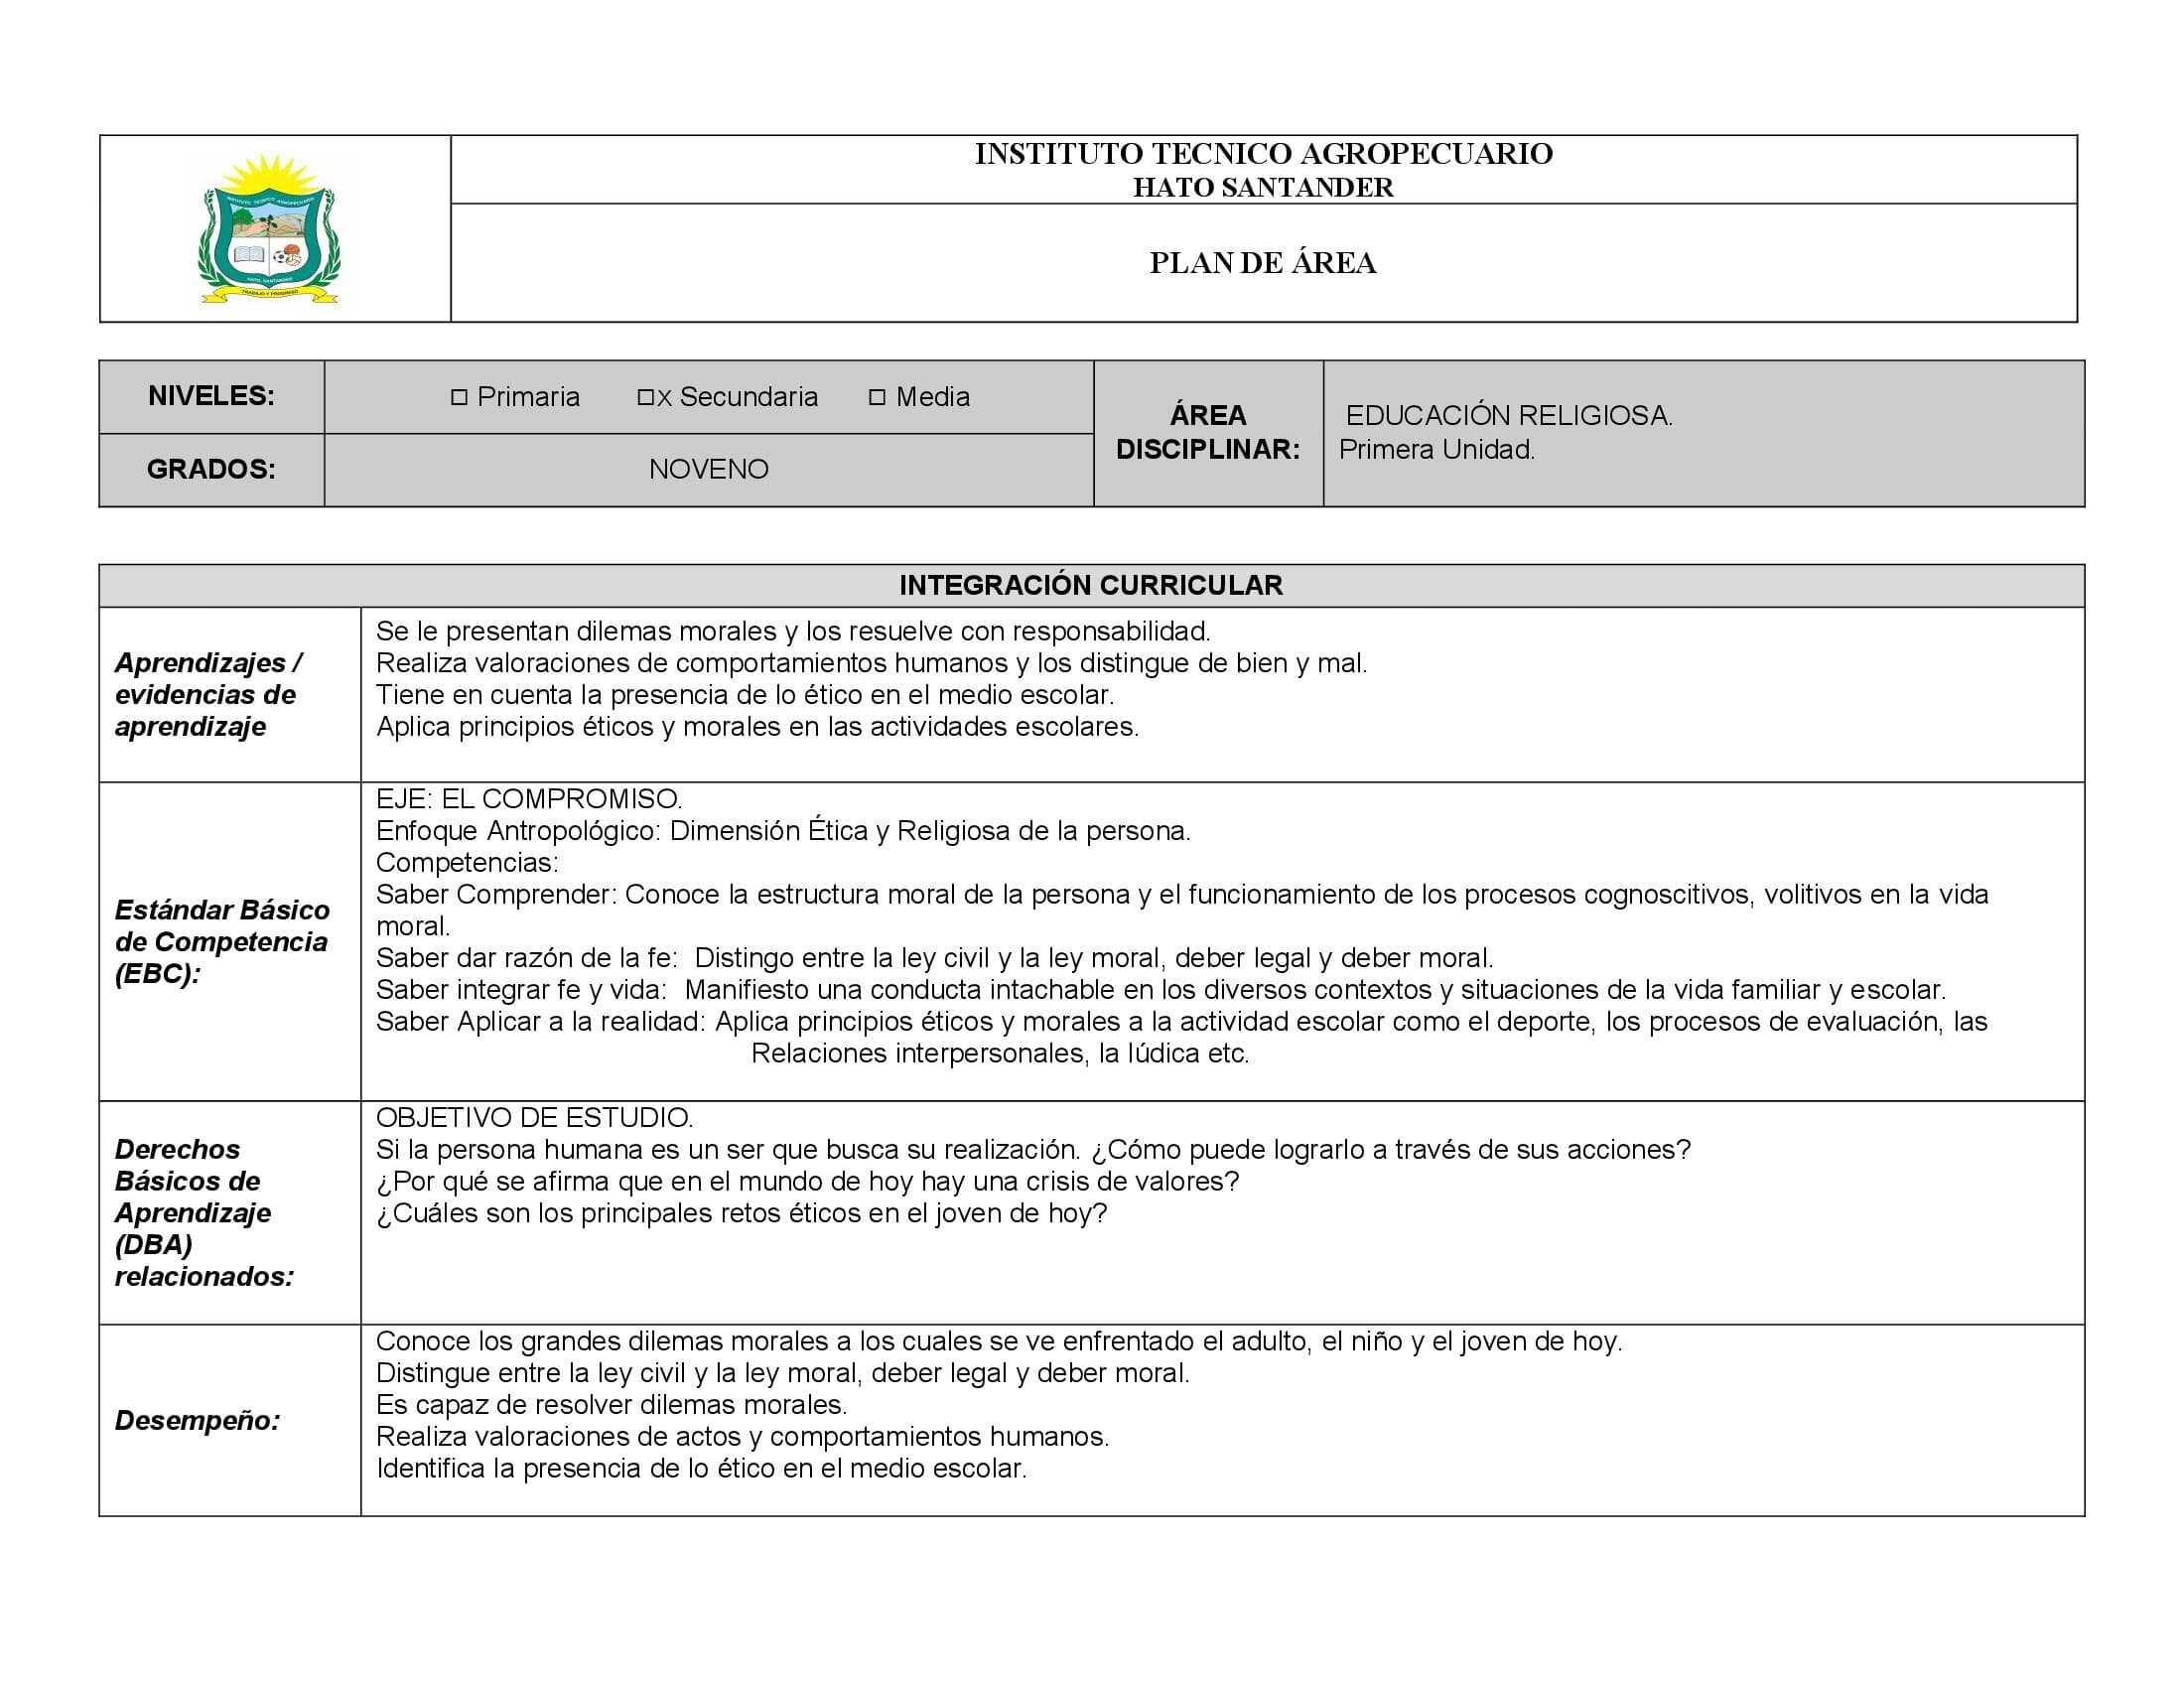 INSTITUTO TECNICO AGROPECUARIO
HATO SANTANDER
PLAN DE ÁREA
INSTITUTO TECNICO AGROPECUARIO
HATO, SANTANDER
TRABAJO Y PROGRESO
NIVELES:
☐ Primaria ☐x Secundaria ☐ Media
GRADOS:
NOVENO
ÁREA
DISCIPLINAR:
EDUCACIÓN RELIGIOSA.
Primera Unidad.
INTEGRACIÓN CURRICULAR
Aprendizajes /
evidencias de
aprendizaje
Se le presentan dilemas morales y los resuelve con responsabilidad.
Realiza valoraciones de comportamientos humanos y los distingue de bien y mal.
Tiene en cuenta la presencia de lo ético en el medio escolar.
Aplica principios éticos y morales en las actividades escolares.
Estándar Básico
de Competencia
(EBC):
EJE: EL COMPROMISO.
Enfoque Antropológico: Dimensión Ética y Religiosa de la persona.
Competencias:
Saber Comprender: Conoce la estructura moral de la persona y el funcionamiento de los procesos cognoscitivos, volitivos en la vida
moral.
Saber dar razón de la fe: Distingo entre la ley civil y la ley moral, deber legal y deber moral.
Saber integrar fe y vida: Manifiesto una conducta intachable en los diversos contextos y situaciones de la vida familiar y escolar.
Saber Aplicar a la realidad: Aplica principios éticos y morales a la actividad escolar como el deporte, los procesos de evaluación, las
Relaciones interpersonales, la lúdica etc.
Derechos
Básicos de
Aprendizaje
(DBA)
relacionados:
OBJETIVO DE ESTUDIO.
Si la persona humana es un ser que busca su realización. ¿Cómo puede lograrlo a través de sus acciones?
¿Por qué se afirma que en el mundo de hoy hay una crisis de valores?
¿Cuáles son los principales retos éticos en el joven de hoy?
Desempeño:
Conoce los grandes dilemas morales a los cuales se ve enfrentado el adulto, el niño y el joven de hoy.
Distingue entre la ley civil y la ley moral, deber legal y deber moral.
Es capaz de resolver dilemas morales.
Realiza valoraciones de actos y comportamientos humanos.
Identifica la presencia de lo ético en el medio escolar.